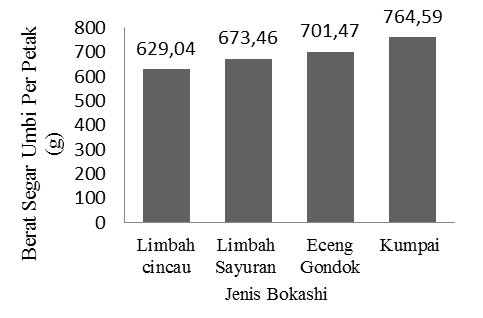 Berat Segar Umbi Per Petak
(g)
800
700
600
500
400
300
200
100
0
629,04
673,46
701,47
764,59
Limbah
cincau
Limbah
Sayuran
Eceng
Gondok
Kumpai
Jenis Bokashi